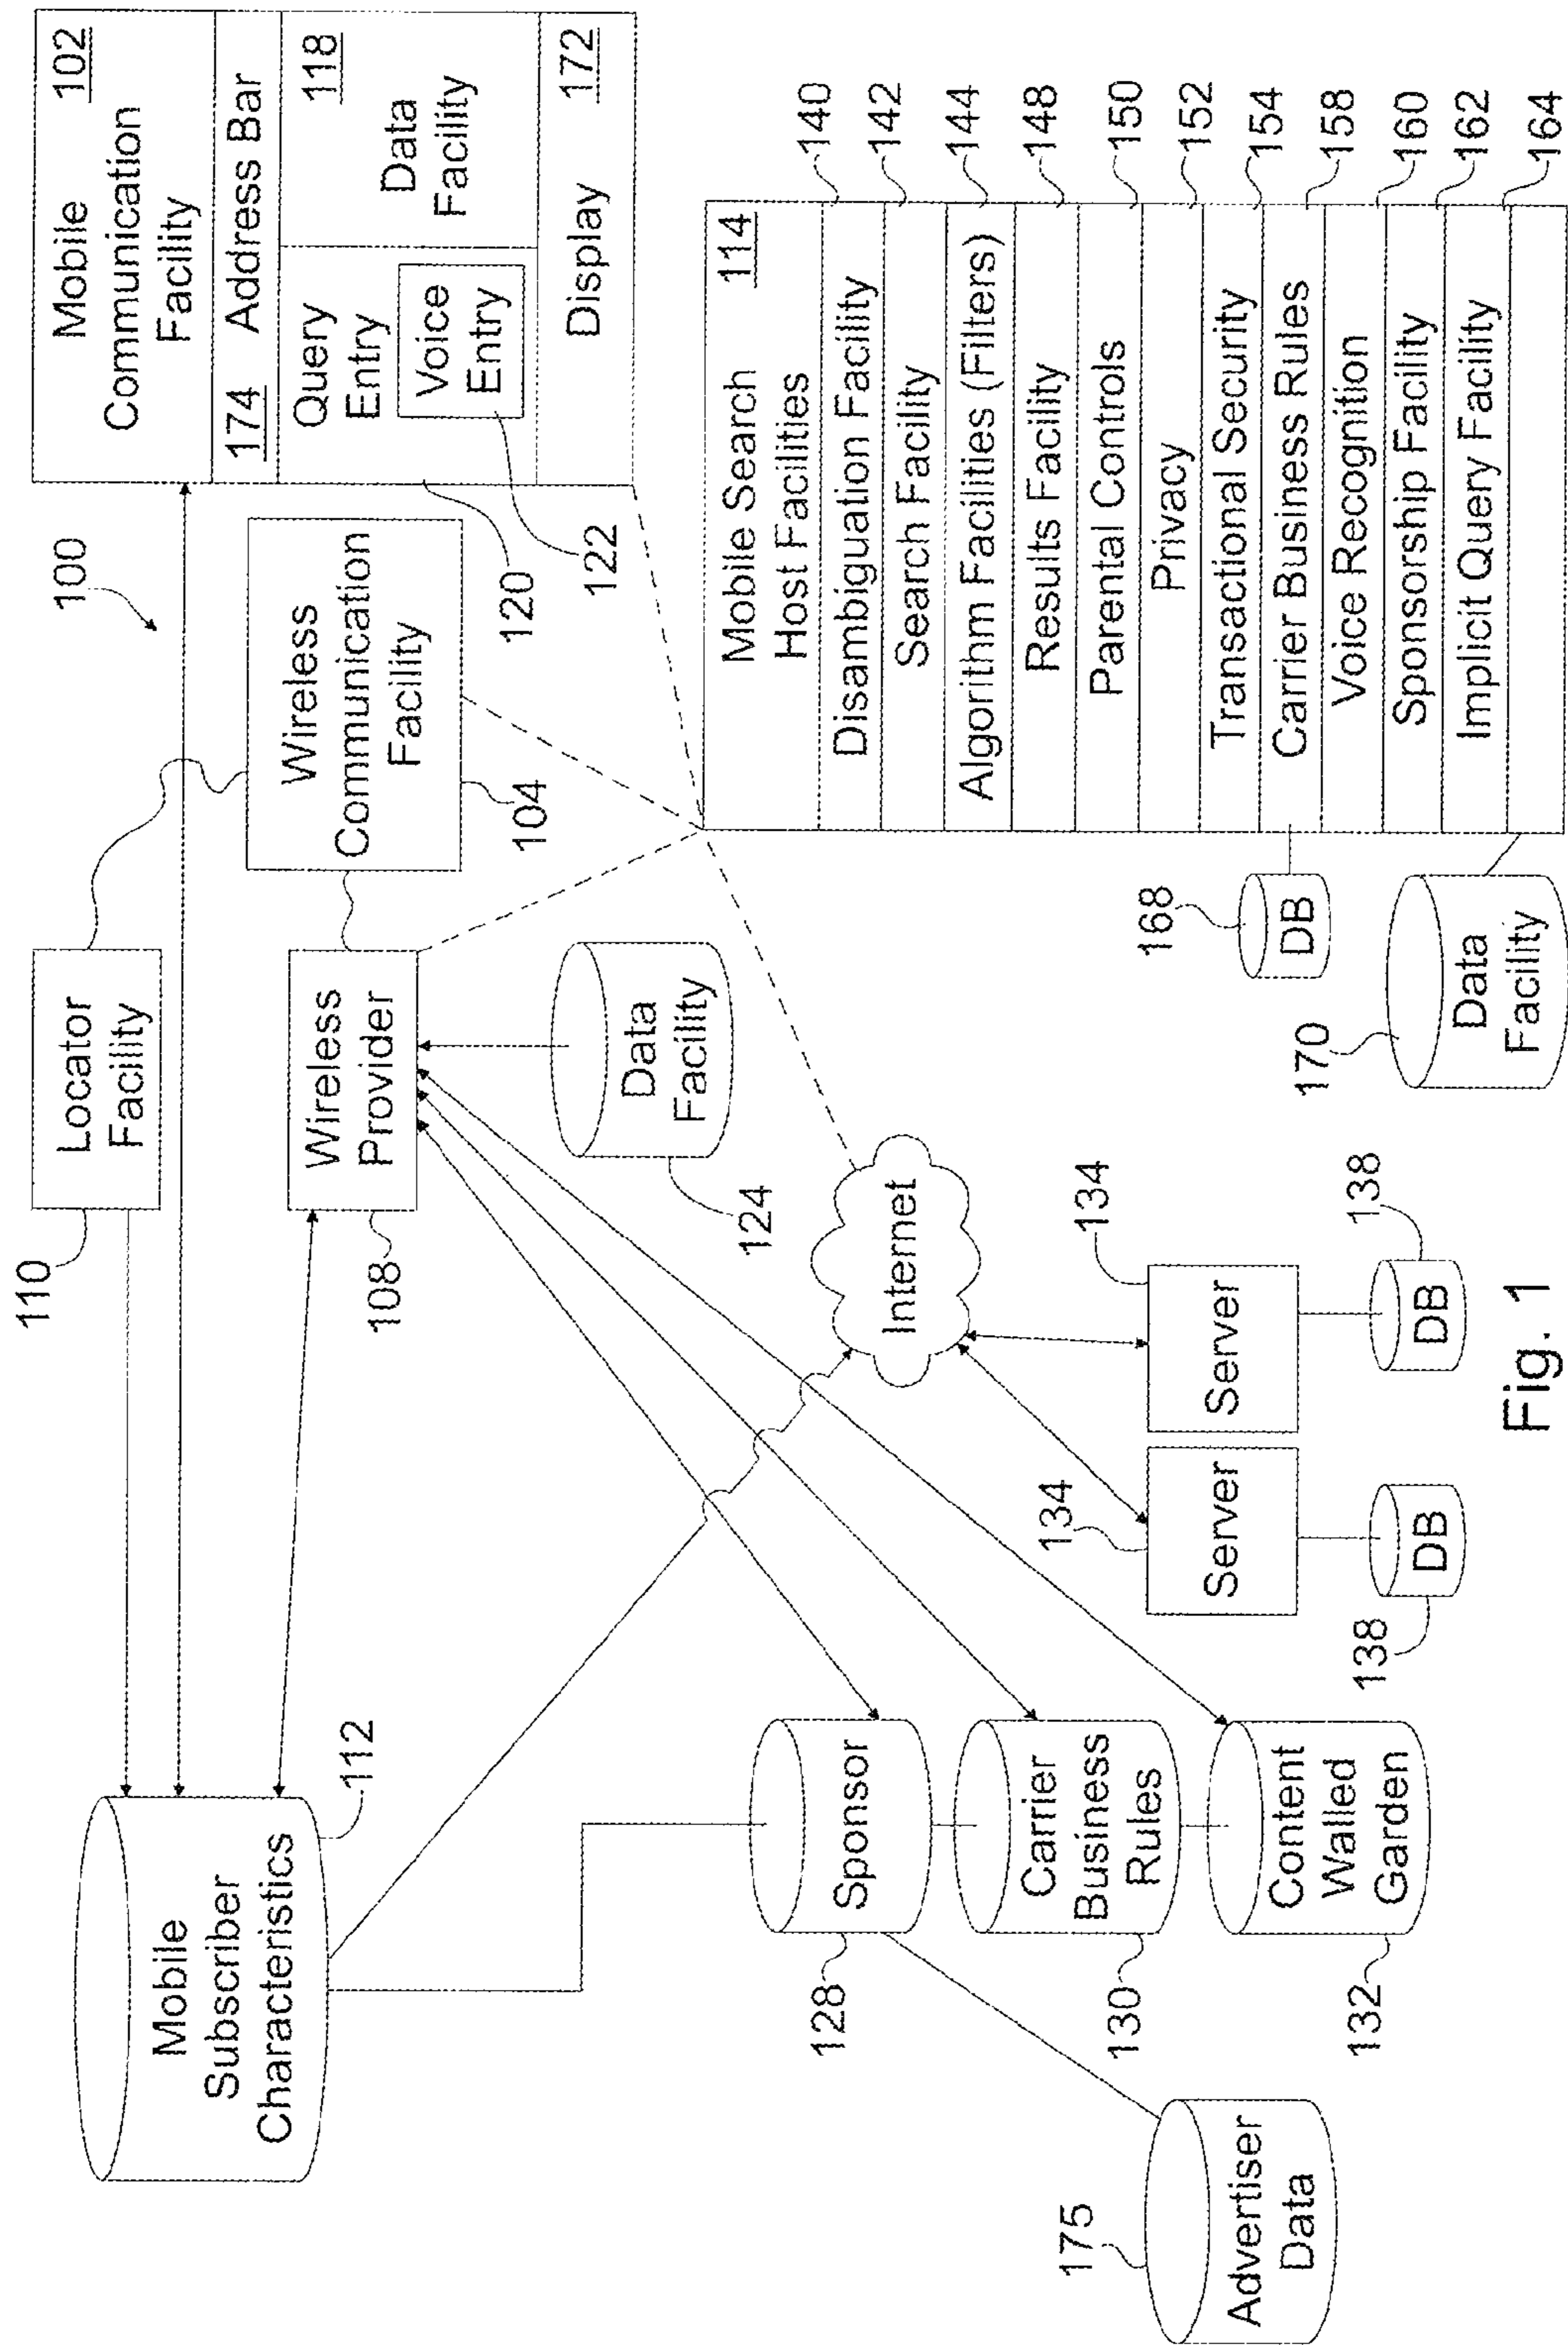 100
110
Locator
Facility
Mobile
Subscriber
Characteristics
112
Wireless
Provider
108
Wireless
Communication
Facility
104
Mobile 102
Communication
Facility
174 Address Bar
Query
Entry
Voice
Entry
118
Data
Facility
Display 172
120
122
Data
Facility
124
Internet
Sponsor
128
Carrier
Business
Rules
130
Content
Walled
Garden
132
Advertiser
Data
175
134
Server
134
Server
138
DB
138
DB
Mobile Search 114
Host Facilities
Disambiguation Facility
Search Facility
Algorithm Facilities (Filters)
Results Facility
Parental Controls
Privacy
Transactional Security
Carrier Business Rules
Voice Recognition
Sponsorship Facility
Implicit Query Facility
140
142
144
148
150
152
154
158
160
162
164
168
DB
170
Data
Facility
Fig. 1